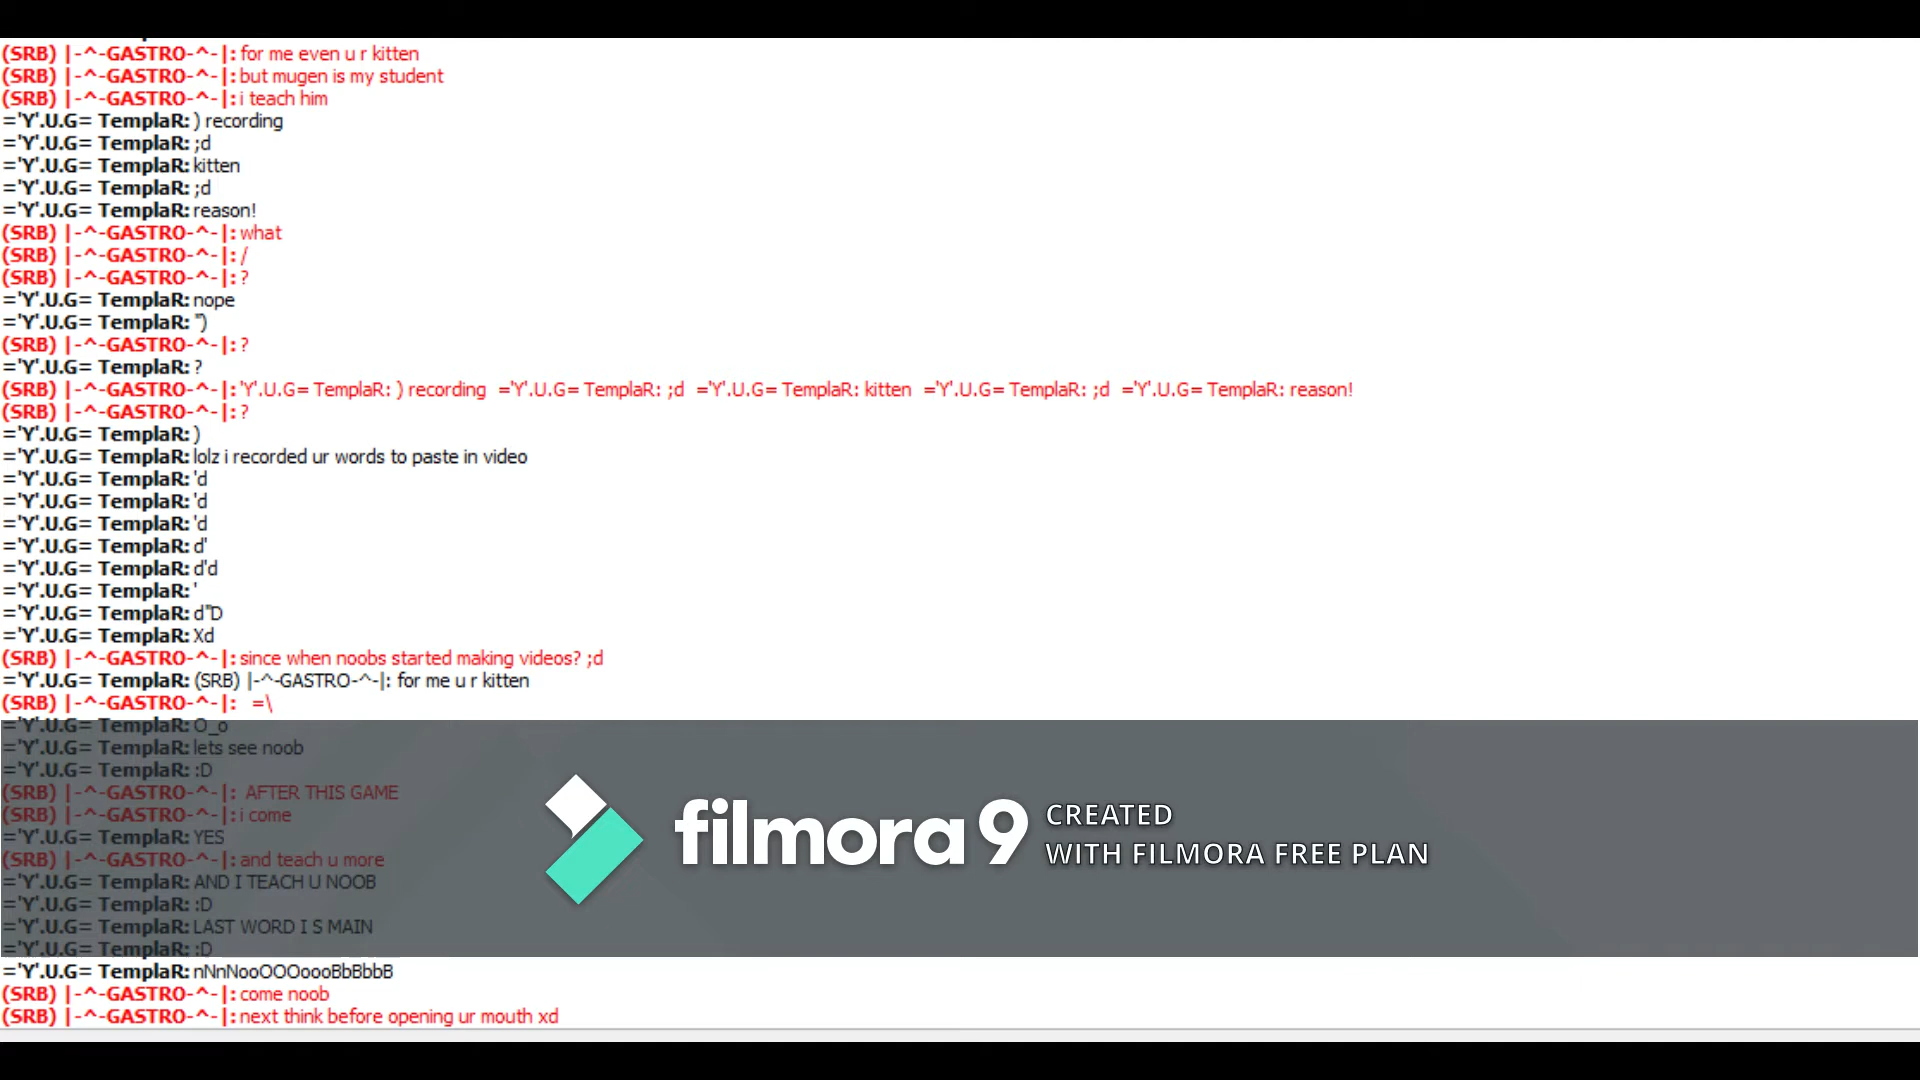 (SRB) |-^-GASTRO-^-|: for me even u r kitten
(SRB) |-^-GASTRO-^-|: but mugen is my student
(SRB) |-^-GASTRO-^-|: i teach him
='Y'.U.G= TemplaR: ) recording
='Y'.U.G= TemplaR: ;d
='Y'.U.G= TemplaR: kitten
='Y'.U.G= TemplaR: ;d
='Y'.U.G= TemplaR: reason!
(SRB) |-^-GASTRO-^-|: what
(SRB) |-^-GASTRO-^-|: /
(SRB) |-^-GASTRO-^-|: ?
='Y'.U.G= TemplaR: nope
='Y'.U.G= TemplaR: ")
(SRB) |-^-GASTRO-^-|: ?
='Y'.U.G= TemplaR: ?
(SRB) |-^-GASTRO-^-|: 'Y'.U.G= TemplaR: ) recording  ='Y'.U.G= TemplaR: ;d  ='Y'.U.G= TemplaR: kitten  ='Y'.U.G= TemplaR: ;d  ='Y'.U.G= TemplaR: reason!
(SRB) |-^-GASTRO-^-|: ?
='Y'.U.G= TemplaR: )
='Y'.U.G= TemplaR: lolz i recorded ur words to paste in video
='Y'.U.G= TemplaR: 'd
='Y'.U.G= TemplaR: 'd
='Y'.U.G= TemplaR: 'd
='Y'.U.G= TemplaR: d'
='Y'.U.G= TemplaR: d'd
='Y'.U.G= TemplaR: '
='Y'.U.G= TemplaR: d"D
='Y'.U.G= TemplaR: Xd
(SRB) |-^-GASTRO-^-|: since when noobs started making videos? ;d
='Y'.U.G= TemplaR: (SRB) |-^-GASTRO-^-|: for me u r kitten
(SRB) |-^-GASTRO-^-|:  =\
='Y'.U.G= TemplaR: O_o
='Y'.U.G= TemplaR: lets see noob
='Y'.U.G= TemplaR: :D
(SRB) |-^-GASTRO-^-|:  AFTER THIS GAME
(SRB) |-^-GASTRO-^-|: i come
='Y'.U.G= TemplaR: YES
(SRB) |-^-GASTRO-^-|: and teach u more
='Y'.U.G= TemplaR: AND I TEACH U NOOB
='Y'.U.G= TemplaR: :D
='Y'.U.G= TemplaR: LAST WORD I S MAIN
='Y'.U.G= TemplaR: :D
='Y'.U.G= TemplaR: nNnNooOOOoooBbBbbB
(SRB) |-^-GASTRO-^-|: come noob
(SRB) |-^-GASTRO-^-|: next think before opening ur mouth xd
filmora 9
CREATED
WITH FILMORA FREE PLAN